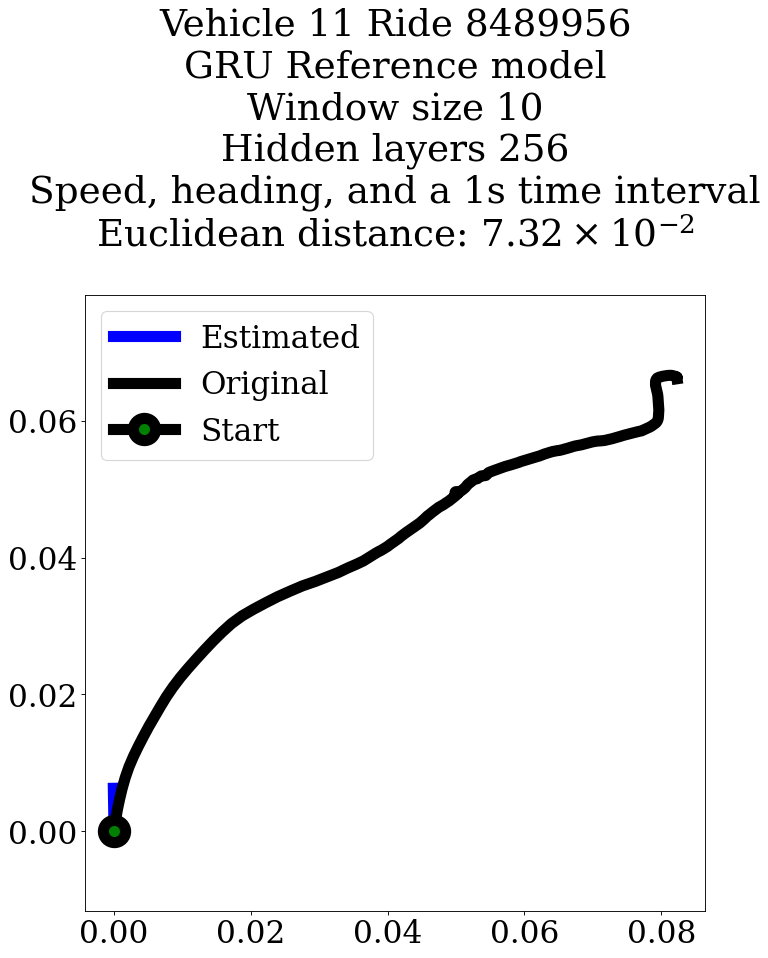 Vehicle 11 Ride 8489956
GRU Reference model
Window size 10
Hidden layers 256
Speed, heading, and a 1s time interval
Euclidean distance: 7.32 × 10⁻²
Estimated
Original
Start
0.06
0.04
0.02
0.00
0.00 0.02 0.04 0.06 0.08